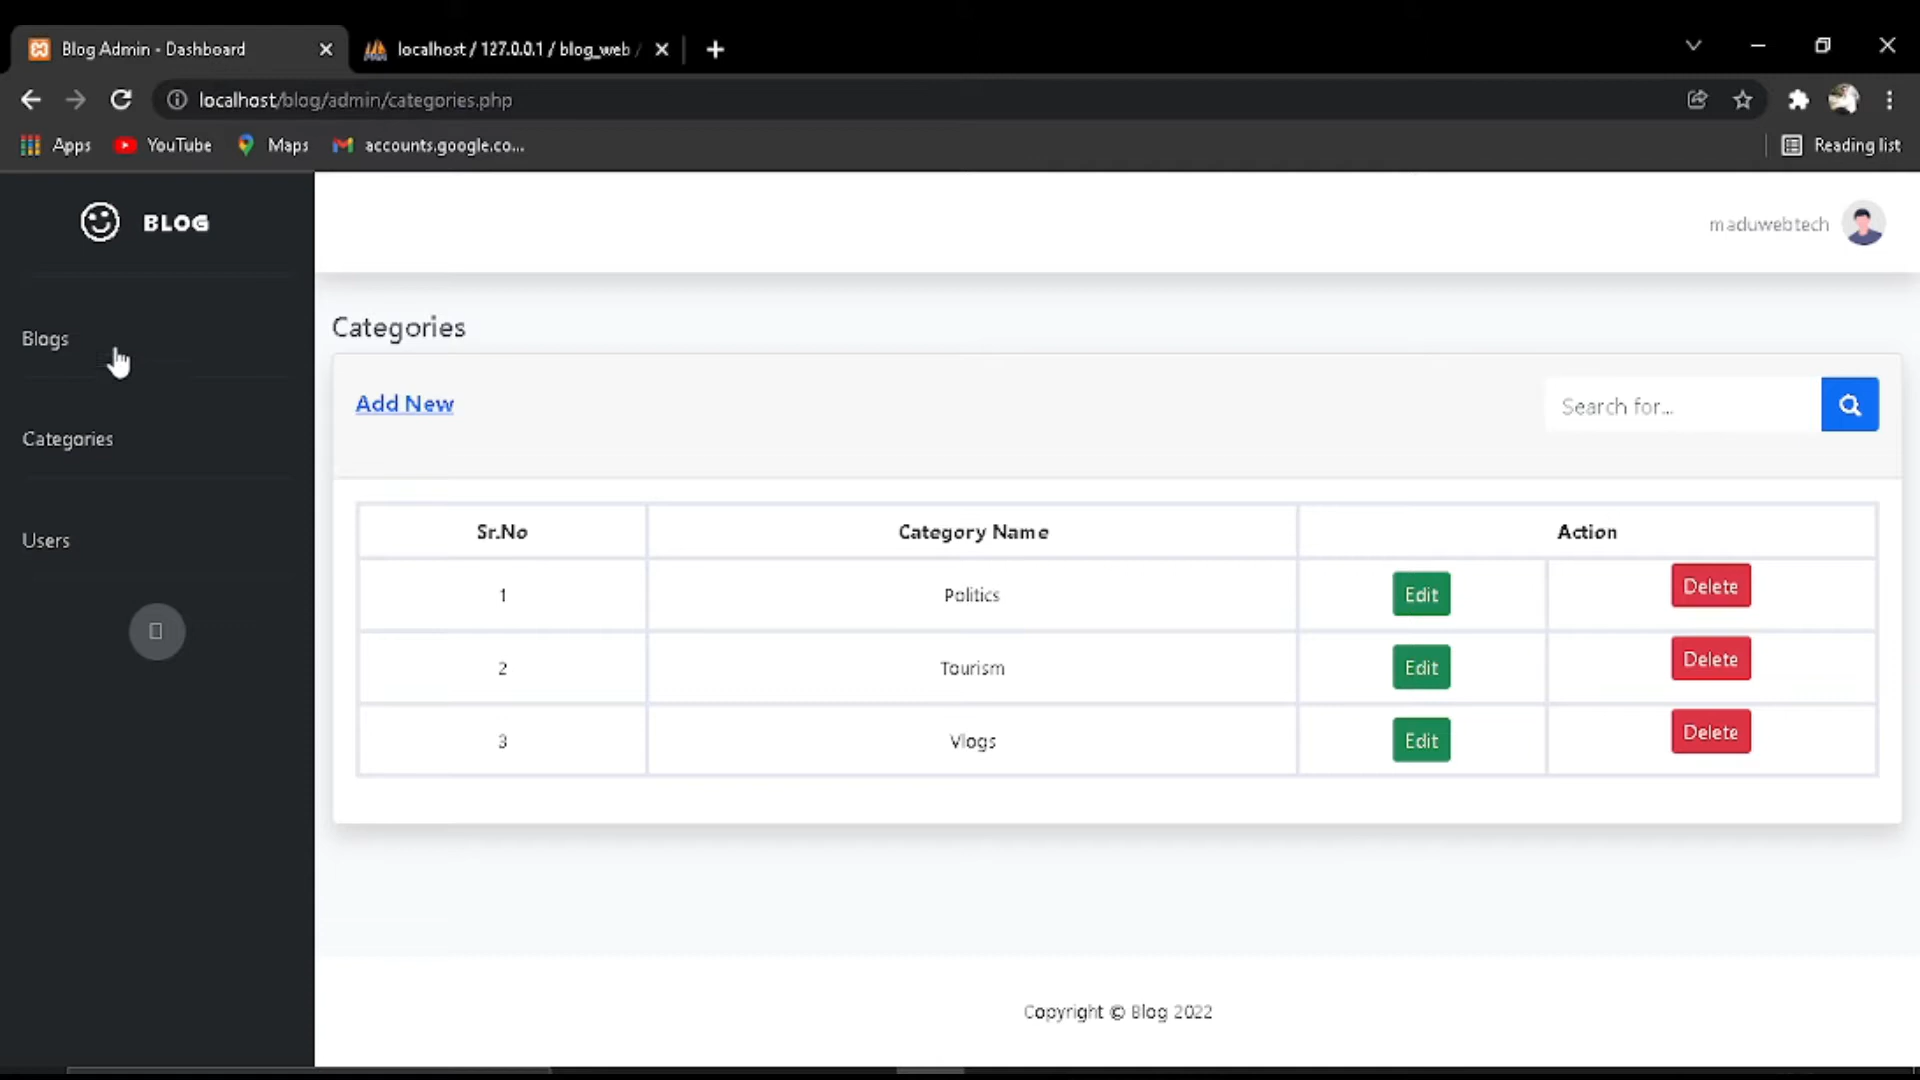 Blog Admin - Dashboard
localhost / 127.0.0.1 / blog_web /
localhost/blog/admin/categories.php
Apps
YouTube
Maps
accounts.google.co...
Reading list
BLOG
maduwebtech
Blogs
Categories
Users
Categories
Add New
Search for...
Sr.No Category Name Action
1 Politics Edit Delete
2 Tourism Edit Delete
3 Vlogs Edit Delete
Copyright © Blog 2022